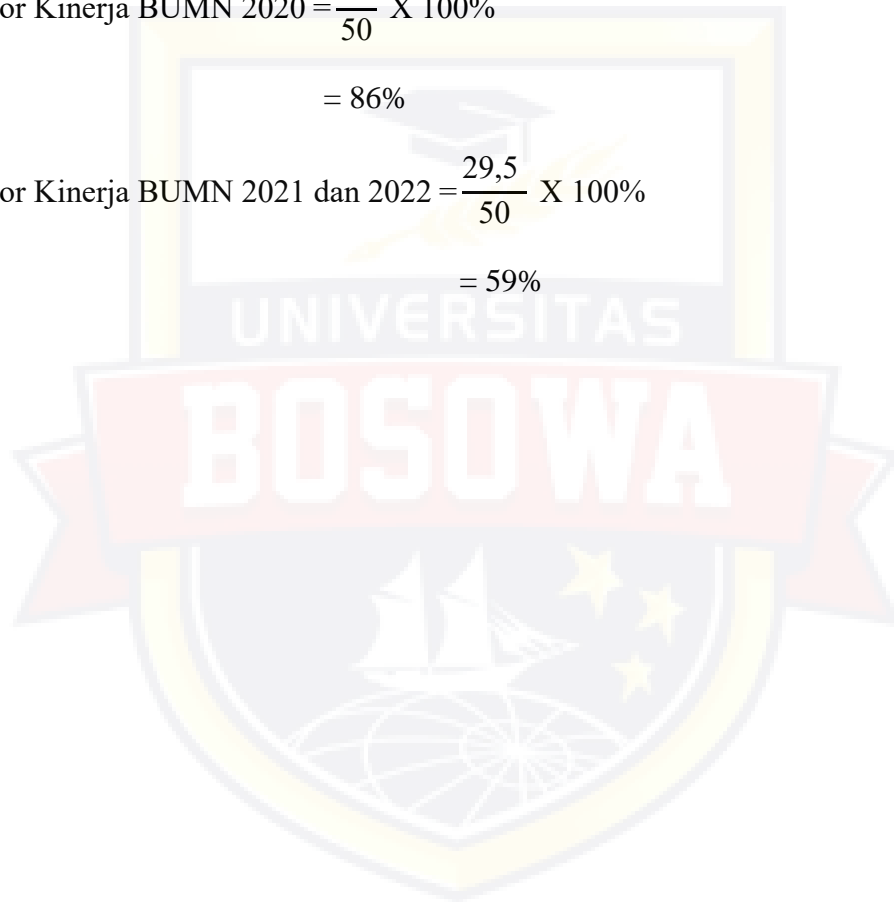 or Kinerja BUMN 2020 = 50 X 100%
= 86%
or Kinerja BUMN 2021 dan 2022 = 29,5/50 X 100%
= 59%
UNIVERSITAS
BOSOWA